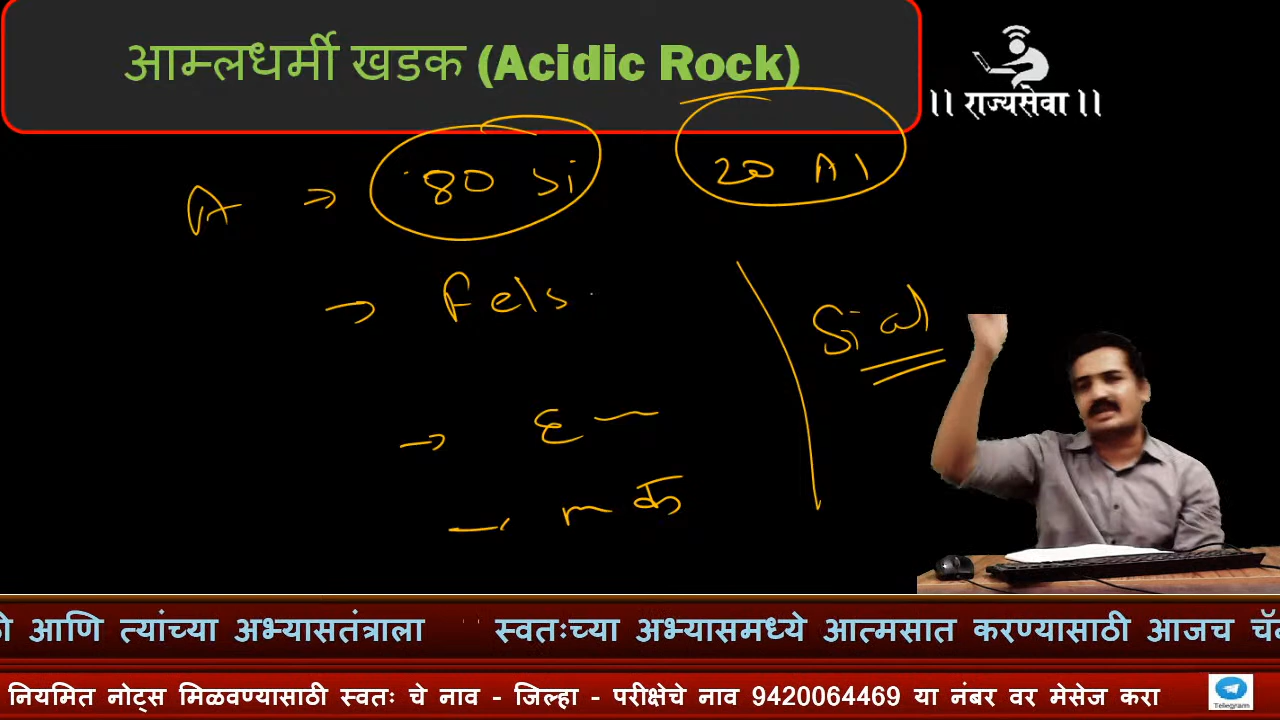 आम्लधर्मी खडक (Acidic Rock)
|| राज्यसेवा ||
A → 80 Si 20 Al
→ Fels
Sial
ी आणि त्यांच्या अभ्यासतंत्राला '' स्वतःच्या अभ्यासमध्ये आत्मसात करण्यासाठी आजच चॅन
नियमित नोट्स मिळवण्यासाठी स्वतः चे नाव - जिल्हा - परीक्षेचे नाव 9420064469 या नंबर वर मेसेज करा
Telegram